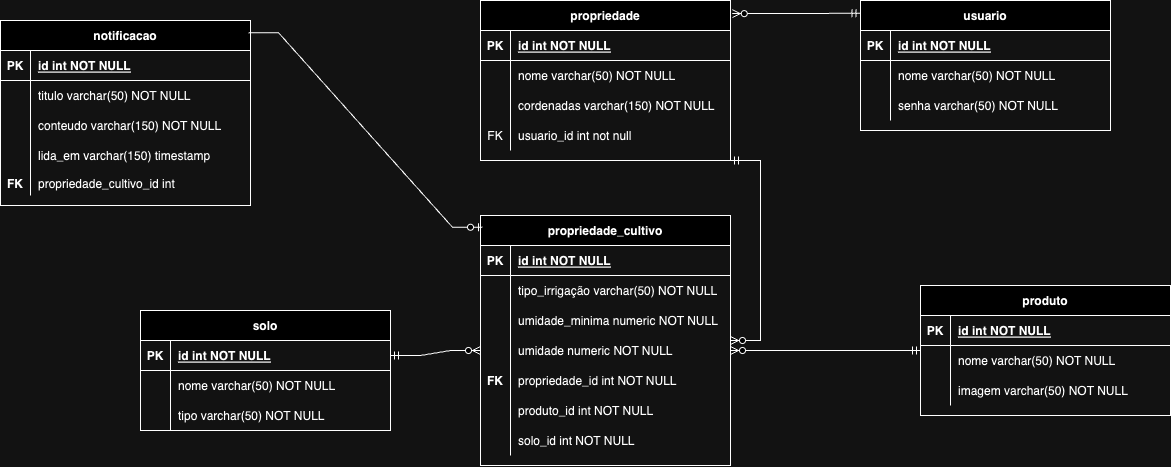 notificacao
PK id int NOT NULL
titulo varchar(50) NOT NULL
conteudo varchar(150) NOT NULL
lida_em varchar(150) timestamp
FK propriedade_cultivo_id int
propriedade
PK id int NOT NULL
nome varchar(50) NOT NULL
cordenadas varchar(150) NOT NULL
FK usuario_id int not null
usuario
PK id int NOT NULL
nome varchar(50) NOT NULL
senha varchar(50) NOT NULL
propriedade_cultivo
PK id int NOT NULL
tipo_irrigação varchar(50) NOT NULL
umidade_minima numeric NOT NULL
umidade numeric NOT NULL
FK propriedade_id int NOT NULL
produto_id int NOT NULL
solo_id int NOT NULL
solo
PK id int NOT NULL
nome varchar(50) NOT NULL
tipo varchar(50) NOT NULL
produto
PK id int NOT NULL
nome varchar(50) NOT NULL
imagem varchar(50) NOT NULL